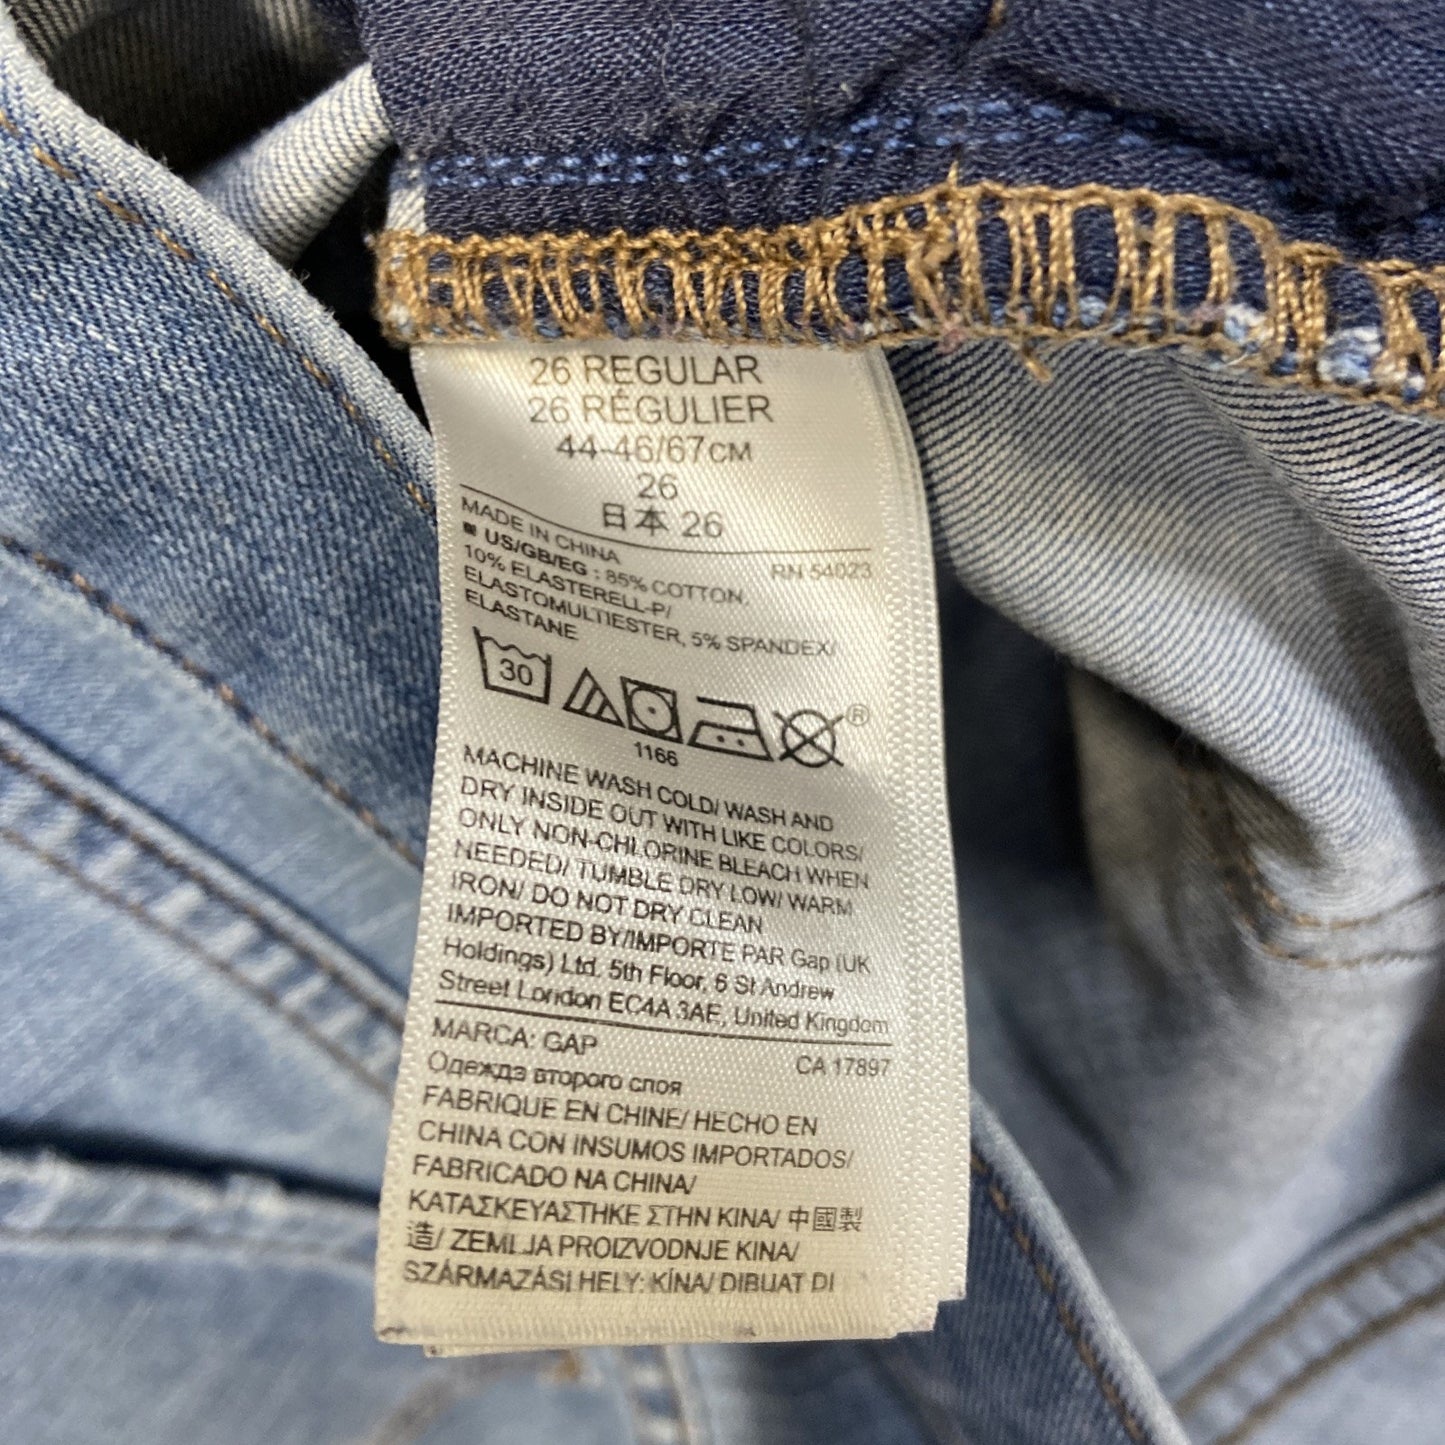 26 REGULAR
26 RÉGULIER
44-46/67CM
26
日本 26
MADE IN CHINA
RN 54023
US/GB/EG : 85% COTTON,
10% ELASTERELL-P/
ELASTOMULTIESTER, 5% SPANDEX/
ELASTANE
30
®
1166
MACHINE WASH COLD/ WASH AND
DRY INSIDE OUT WITH LIKE COLORS/
ONLY NON-CHLORINE BLEACH WHEN
NEEDED/ TUMBLE DRY LOW/ WARM
IRON/ DO NOT DRY CLEAN
IMPORTED BY/IMPORTE PAR Gap (UK
Holdings) Ltd. 5th Floor, 6 St Andrew
Street London EC4A 3AE, United Kingdom
MARCA: GAP
CA 17897
Одежда второго слоя
FABRIQUE EN CHINE/ HECHO EN
CHINA CON INSUMOS IMPORTADOS/
FABRICADO NA CHINA/
ΚΑΤΑΣΚΕΥΑΣΤΗΚΕ ΣΤΗΝ ΚΙΝΑ/ 中國製
造/ ZEMLJA PROIZVODNJE KINA/
SZÁRMAZÁSI HELY: KÍNA/ DIBUAT DI